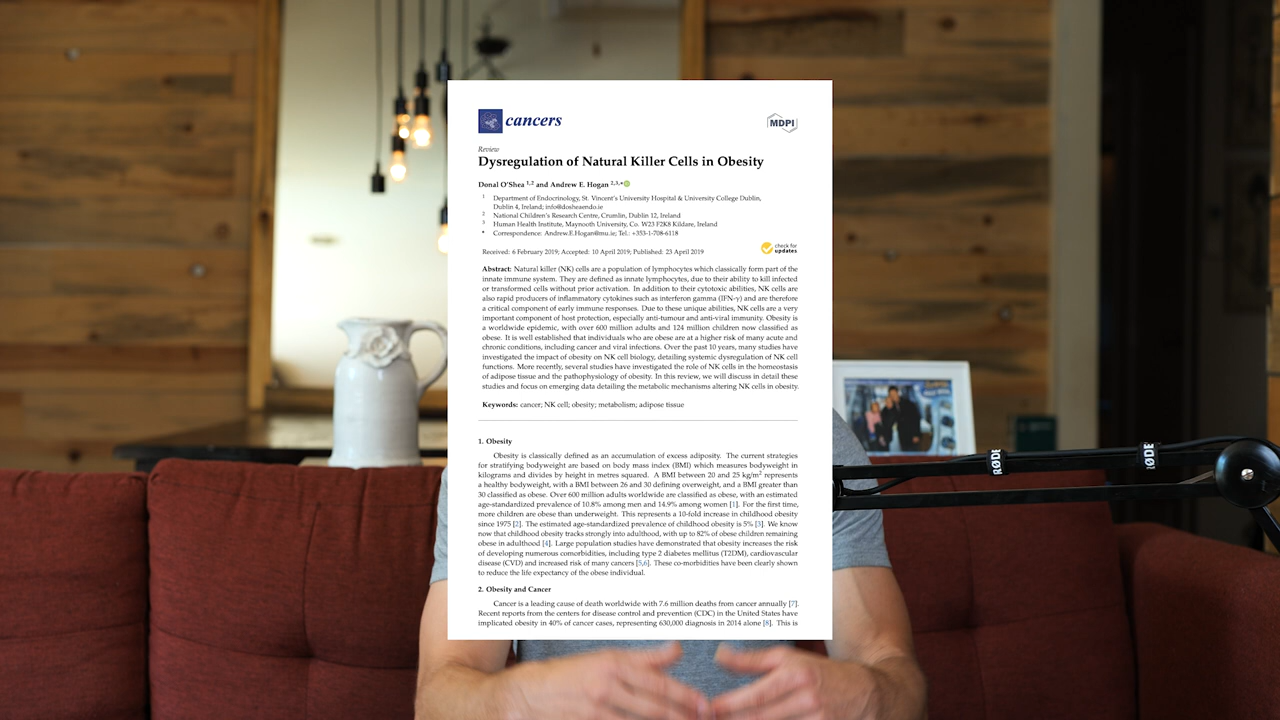 cancers
MDPI
Review
Dysregulation of Natural Killer Cells in Obesity
Donal O'Shea 1,2 and Andrew E. Hogan 2,3,*
1 Department of Endocrinology, St. Vincent's University Hospital & University College Dublin,
Dublin 4, Ireland; info@dosheaendo.ie
2 National Children's Research Centre, Crumlin, Dublin 12, Ireland
3 Human Health Institute, Maynooth University, Co. W23 F2K8 Kildare, Ireland
* Correspondence: Andrew.E.Hogan@mu.ie; Tel.: +353-1-708-6118
Received: 6 February 2019; Accepted: 10 April 2019; Published: 23 April 2019
check for
updates
Abstract: Natural killer (NK) cells are a population of lymphocytes which classically form part of the
innate immune system. They are defined as innate lymphocytes, due to their ability to kill infected
or transformed cells without prior activation. In addition to their cytotoxic abilities, NK cells are
also rapid producers of inflammatory cytokines such as interferon gamma (IFN-γ) and are therefore
a critical component of early immune responses. Due to these unique abilities, NK cells are a very
important component of host protection, especially anti-tumour and anti-viral immunity. Obesity is
a worldwide epidemic, with over 600 million adults and 124 million children now classified as
obese. It is well established that individuals who are obese are at a higher risk of many acute and
chronic conditions, including cancer and viral infections. Over the past 10 years, many studies have
investigated the impact of obesity on NK cell biology, detailing systemic dysregulation of NK cell
functions. More recently, several studies have investigated the role of NK cells in the homeostasis
of adipose tissue and the pathophysiology of obesity. In this review, we will discuss in detail these
studies and focus on emerging data detailing the metabolic mechanisms altering NK cells in obesity.
Keywords: cancer; NK cell; obesity; metabolism; adipose tissue
1. Obesity
Obesity is classically defined as an accumulation of excess adiposity. The current strategies
for stratifying bodyweight are based on body mass index (BMI) which measures bodyweight in
kilograms and divides by height in metres squared. A BMI between 20 and 25 kg/m2 represents
a healthy bodyweight, with a BMI between 26 and 30 defining overweight, and a BMI greater than
30 classified as obese. Over 600 million adults worldwide are classified as obese, with an estimated
age-standardized prevalence of 10.8% among men and 14.9% among women [1]. For the first time,
more children are obese than underweight. This represents a 10-fold increase in childhood obesity
since 1975 [2]. The estimated age-standardized prevalence of childhood obesity is 5% [3]. We know
now that childhood obesity tracks strongly into adulthood, with up to 82% of obese children remaining
obese in adulthood [4]. Large population studies have demonstrated that obesity increases the risk
of developing numerous comorbidities, including type 2 diabetes mellitus (T2DM), cardiovascular
disease (CVD) and increased risk of many cancers [5,6]. These co-morbidities have been clearly shown
to reduce the life expectancy of the obese individual.
2. Obesity and Cancer
Cancer is a leading cause of death worldwide with 7.6 million deaths from cancer annually [7].
Recent reports from the centers for disease control and prevention (CDC) in the United States have
implicated obesity in 40% of cancer cases, representing 630,000 diagnosis in 2014 alone [8]. This is
RØDE
RØDE